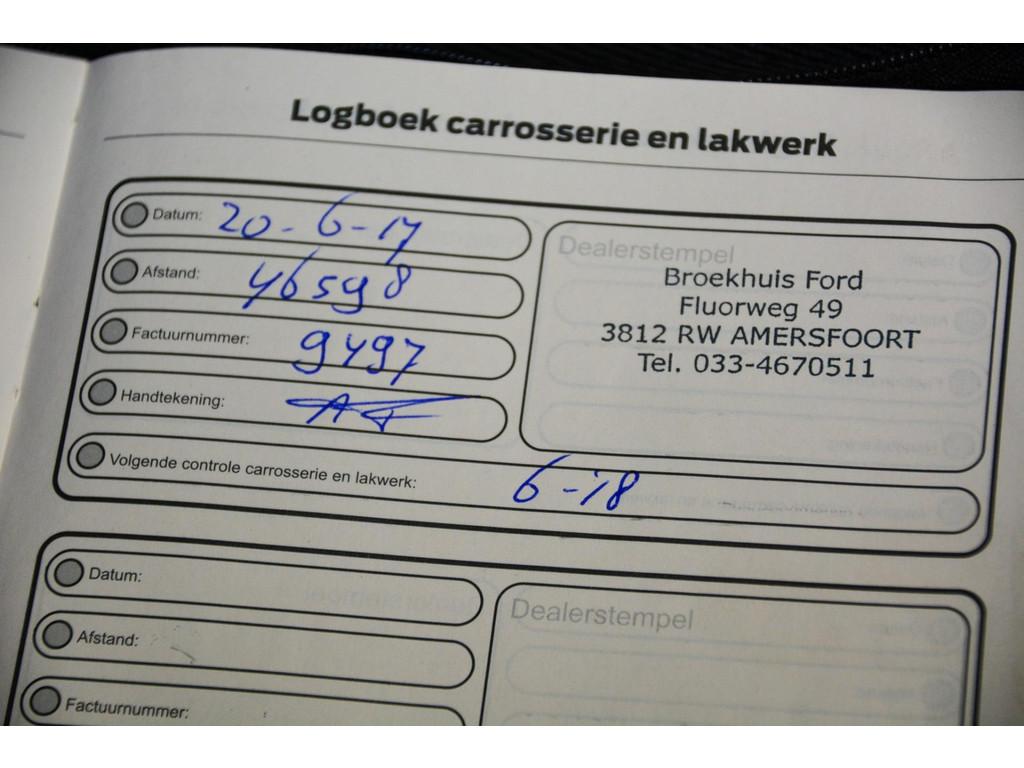 Logboek carrosserie en lakwerk
Datum: 20-6-17
Afstand: 46598
Factuurnummer: 9497
Handtekening:
Volgende controle carrosserie en lakwerk: 6-18
Dealerstempel
Broekhuis Ford
Fluorweg 49
3812 RW AMERSFOORT
Tel. 033-4670511
Datum:
Afstand:
Factuurnummer:
Dealerstempel